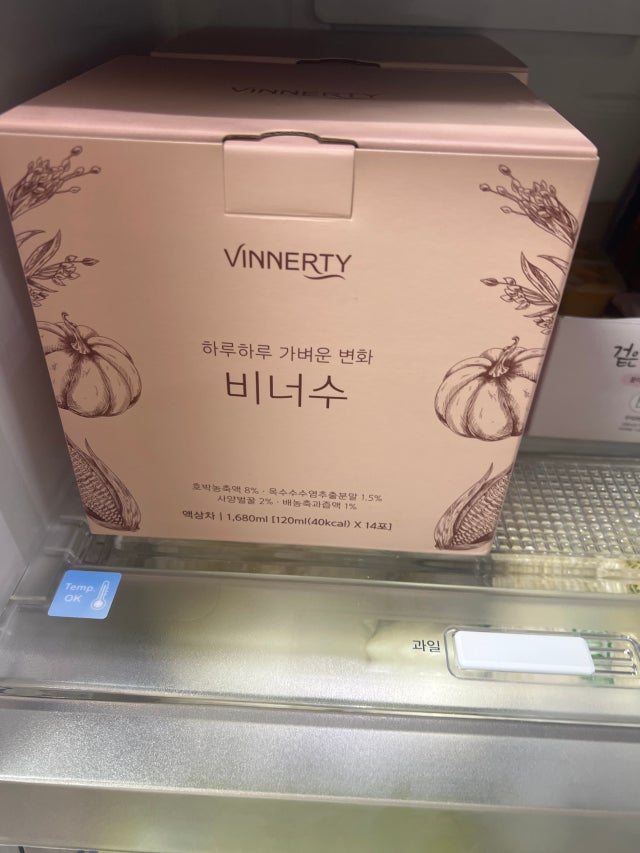 VINNERTY
VINNERTY
하루하루 가벼운 변화
비너수
호박농축액 8% · 옥수수수염추출분말 1.5%
사양벌꿀 2% · 배농축과즙액 1%
액상차 | 1,680ml [120ml(40kcal) X 14포]
Temp.
OK
과일